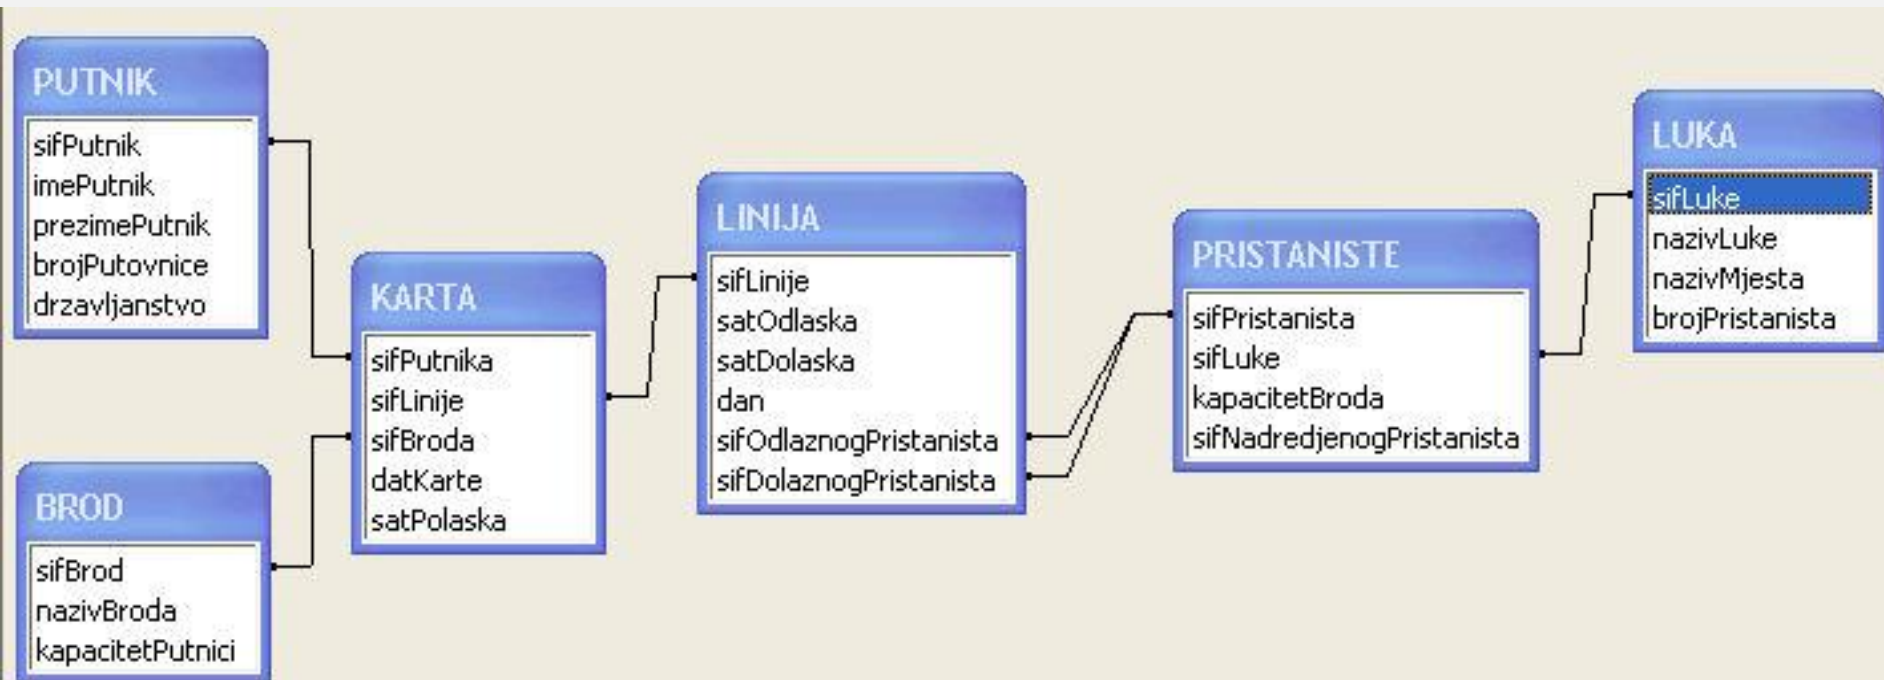 PUTNIK
sifPutnik
imePutnik
prezimePutnik
brojPutovnice
drzavljanstvo
BROD
sifBrod
nazivBroda
kapacitetPutnici
KARTA
sifPutnika
sifLinije
sifBroda
datKarte
satPolaska
LINIJA
sifLinije
satOdlaska
satDolaska
dan
sifOdlaznogPristanista
sifDolaznogPristanista
PRISTANISTE
sifPristanista
sifLuke
kapacitetBroda
sifNadredjenogPristanista
LUKA
sifLuke
nazivLuke
nazivMjesta
brojPristanista